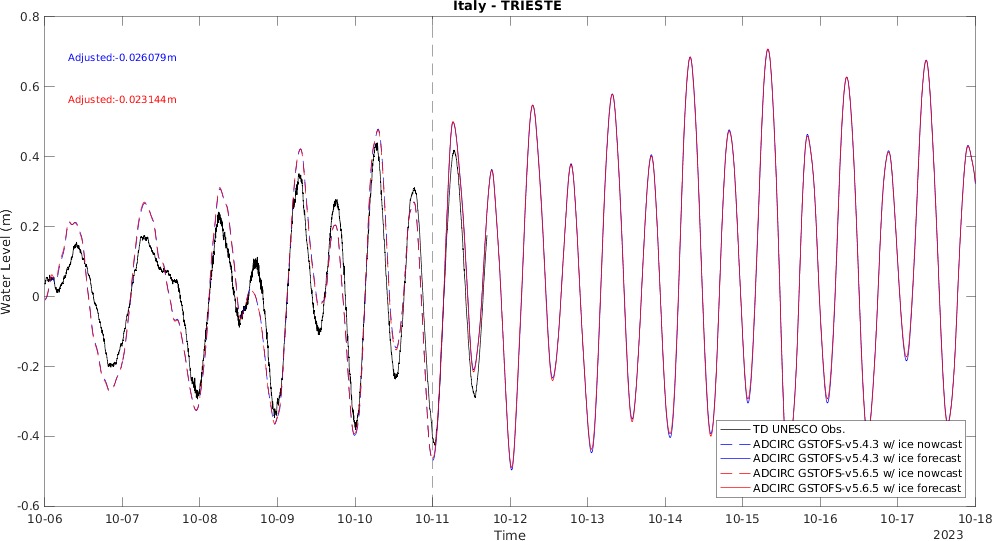 Italy - TRIESTE
Adjusted:-0.026079m
Adjusted:-0.023144m
Water Level (m)
0.8
0.6
0.4
0.2
0
-0.2
-0.4
-0.6
TD UNESCO Obs.
ADCIRC GSTOFS-v5.4.3 w/ ice nowcast
ADCIRC GSTOFS-v5.4.3 w/ ice forecast
ADCIRC GSTOFS-v5.6.5 w/ ice nowcast
ADCIRC GSTOFS-v5.6.5 w/ ice forecast
10-06 10-07 10-08 10-09 10-10 10-11 10-12 10-13 10-14 10-15 10-16 10-17 10-18
Time
2023